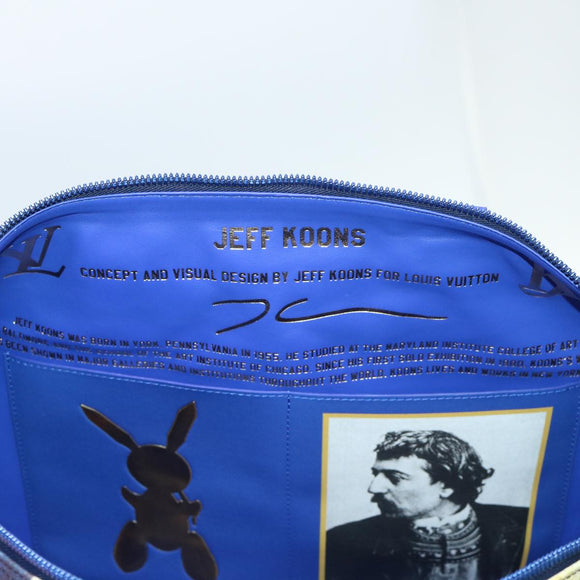 LV
JEFF KOONS
CONCEPT AND VISUAL DESIGN BY JEFF KOONS FOR LOUIS VUITTON
JEFF KOONS WAS BORN IN YORK, PENNSYLVANIA IN 1955. HE STUDIED AT THE MARYLAND INSTITUTE COLLEGE OF ART
BALTIMORE OF THE ART INSTITUTE OF CHICAGO. SINCE HIS FIRST SOLO EXHIBITION IN 1980, KOONS'S
BEEN SHOWN IN MAJOR GALLERIES AND INSTITUTIONS THROUGHOUT THE WORLD. KOONS LIVES AND WORKS IN NEW YORK